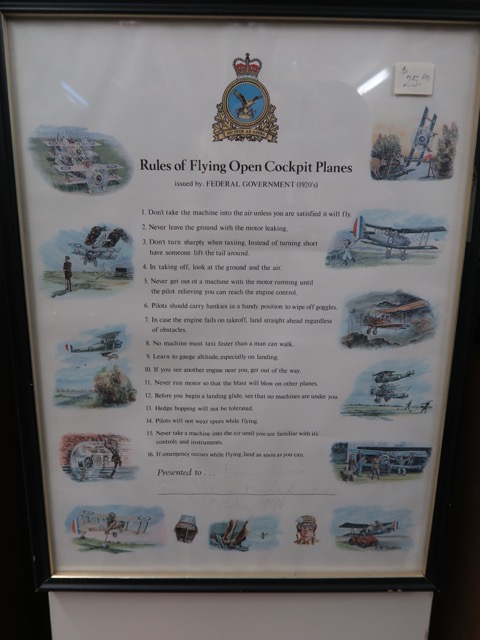 $25.00
Rules of Flying Open Cockpit Planes
issued by: FEDERAL GOVERNMENT (1920's)
1. Don't take the machine into the air unless you are satisfied it will fly.
2. Never leave the ground with the motor leaking.
3. Don't turn sharply when taxiing. Instead of turning short
have someone lift the tail around.
4. In taking off, look at the ground and the air.
5. Never get out of a machine with the motor running until
the pilot relieving you can reach the engine control.
6. Pilots should carry hankies in a handy position to wipe off goggles.
7. In case the engine fails on takeoff, land straight ahead regardless
of obstacles.
8. No machine must taxi faster than a man can walk.
9. Learn to gauge altitude, especially on landing.
10. If you see another engine near you, get out of the way.
11. Never run motor so that the blast will blow on other planes.
12. Before you begin a landing glide, see that no machines are under you.
13. Hedge hopping will not be tolerated.
14. Pilots will not wear spurs while flying.
15. Never take a machine into the air until you are familiar with its
controls and instruments.
16. If emergency occurs while flying, land as soon as you can.
Presented to . . .